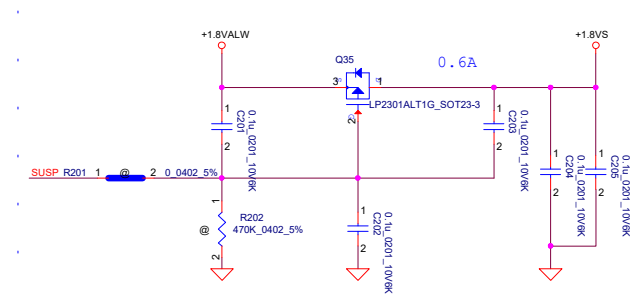 +1.8VALW
+1.8VS
Q35
0.6A
3
1
LP2301ALT1G_SOT23-3
2
1
C201
0.1u_0201_10V6K
2
1
C203
0.1u_0201_10V6K
2
1
C204
0.1u_0201_10V6K
2
1
C205
0.1u_0201_10V6K
2
SUSP R201 1 @ 2 0_0402_5%
1
R202
@ 470K_0402_5%
2
1
C202
0.1u_0201_10V6K
2